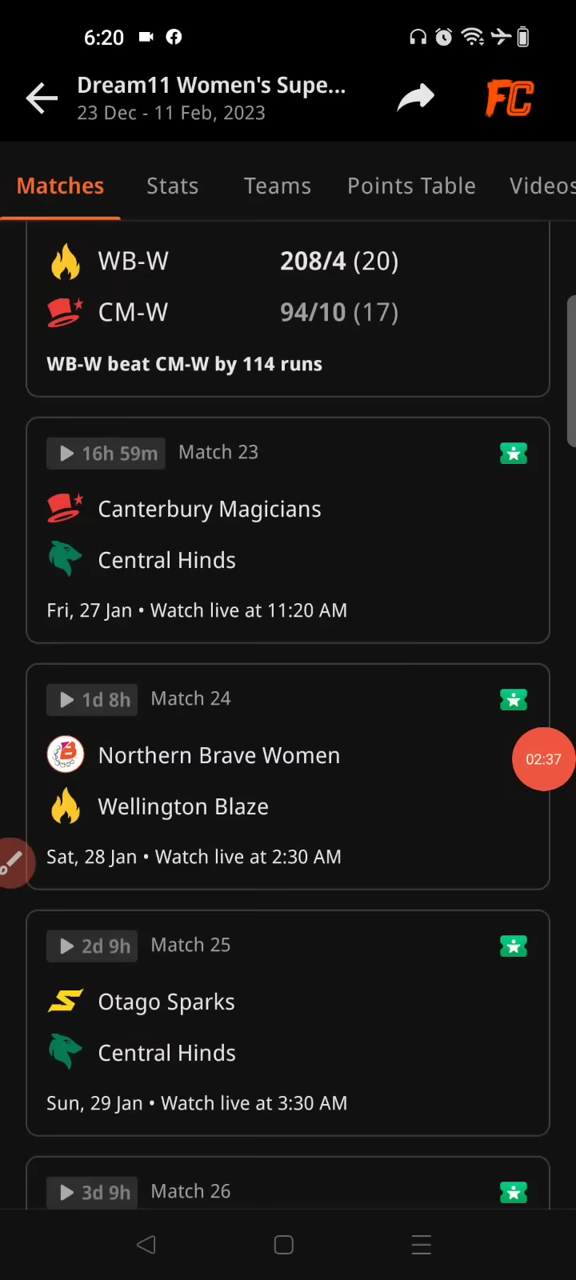 6:20
Dream11 Women's Supe...
23 Dec - 11 Feb, 2023
FC
Matches Stats Teams Points Table Videos
WB-W 208/4 (20)
CM-W 94/10 (17)
WB-W beat CM-W by 114 runs
16h 59m Match 23
Canterbury Magicians
Central Hinds
Fri, 27 Jan • Watch live at 11:20 AM
1d 8h Match 24
Northern Brave Women
Wellington Blaze
02:37
Sat, 28 Jan • Watch live at 2:30 AM
2d 9h Match 25
Otago Sparks
Central Hinds
Sun, 29 Jan • Watch live at 3:30 AM
3d 9h Match 26